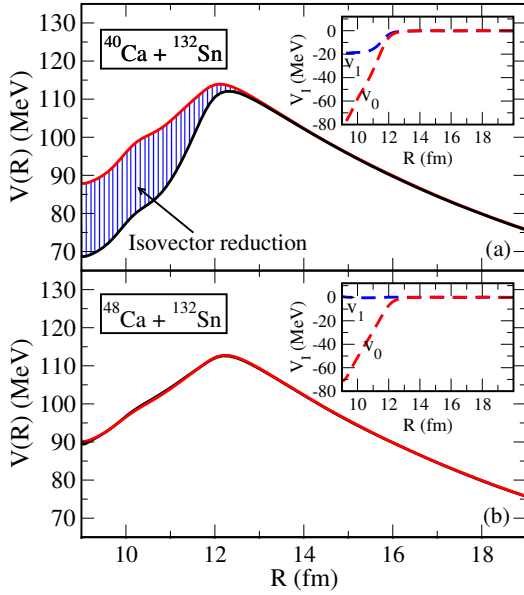 130
120
110
100
90
80
70
V(R) (MeV)
⁴⁰Ca + ¹³²Sn
Isovector reduction
(a)
0
-20
-40
-60
-80
V_I (MeV)
v₁
v₀
10 12 14 16 18
R (fm)
130
120
110
100
90
80
70
V(R) (MeV)
⁴⁸Ca + ¹³²Sn
(b)
0
-20
-40
-60
-80
V_I (MeV)
v₁
v₀
10 12 14 16 18
R (fm)
10 12 14 16 18
R (fm)